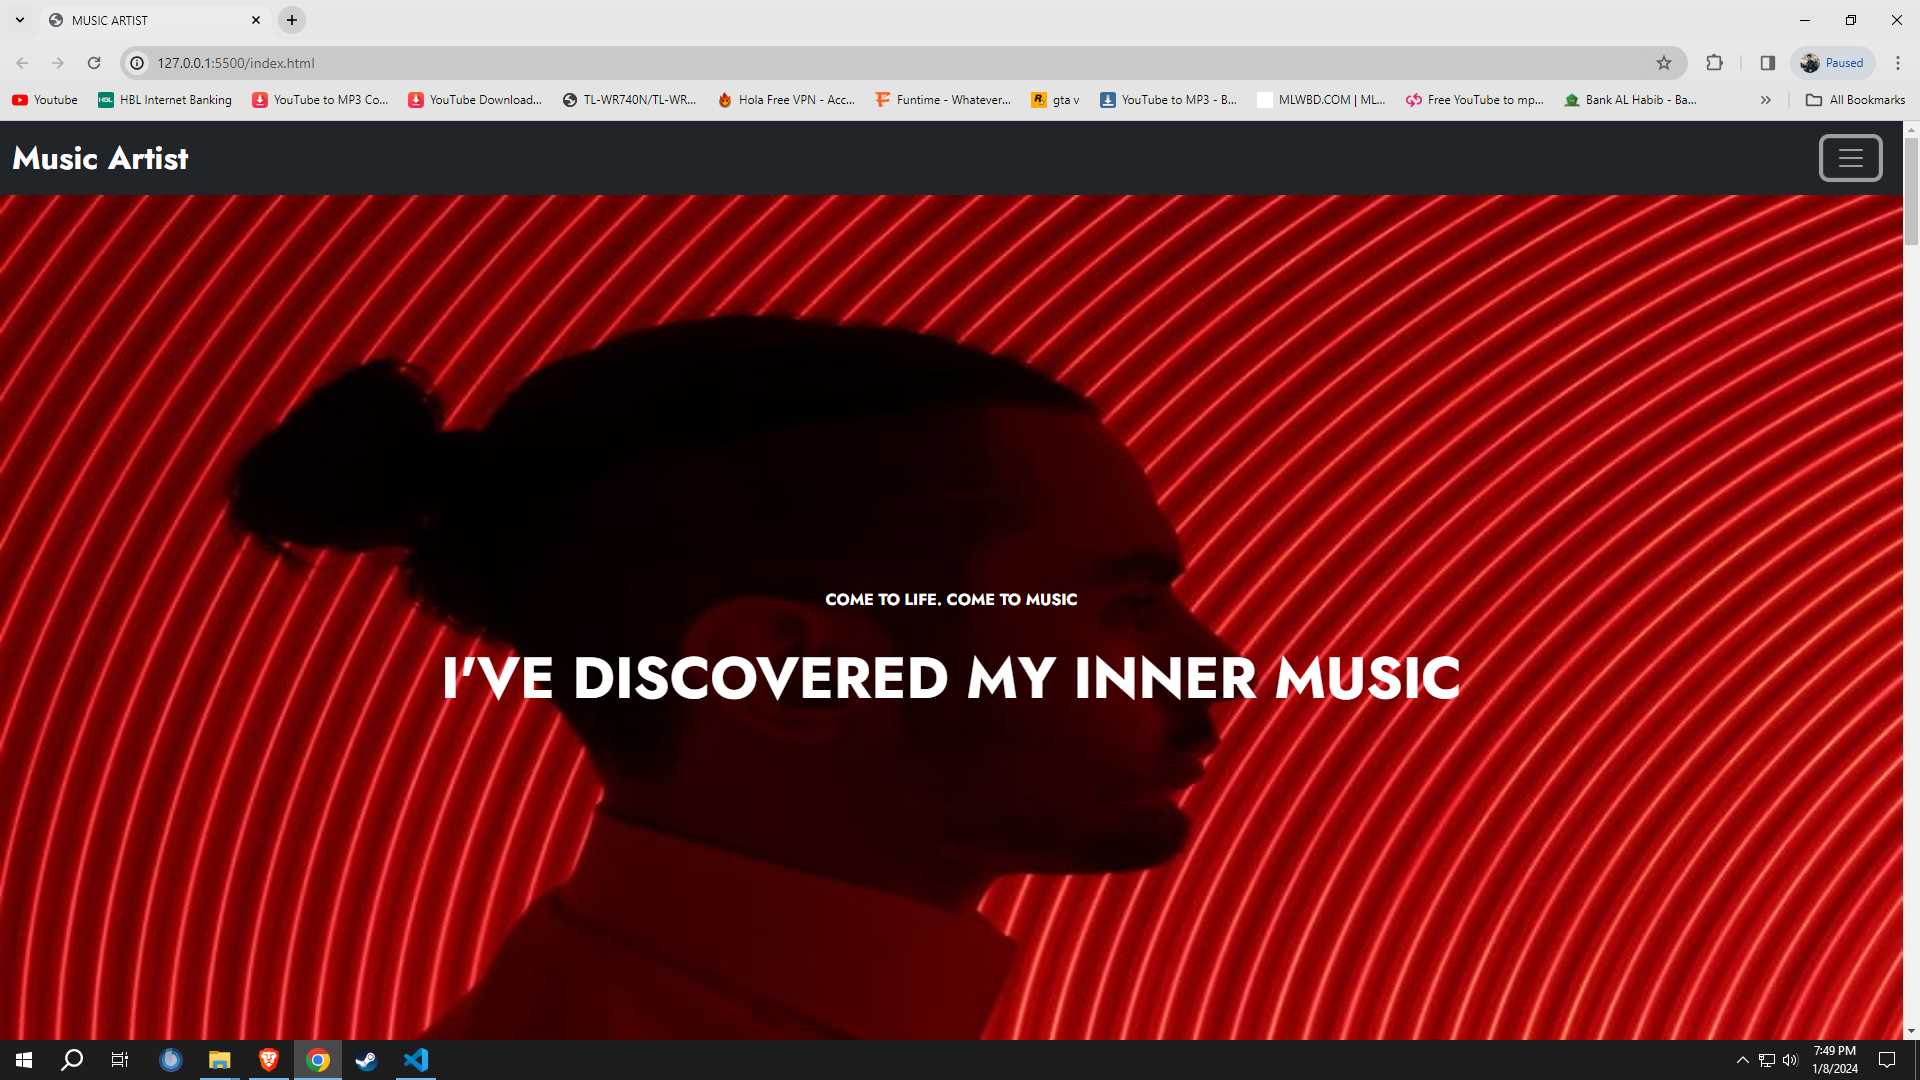 MUSIC ARTIST
127.0.0.1:5500/index.html
Paused
Youtube
HBL HBL Internet Banking
YouTube to MP3 Co...
YouTube Download...
TL-WR740N/TL-WR...
Hola Free VPN - Acc...
Funtime - Whatever...
R gta v
YouTube to MP3 - B...
MLWBD.COM | ML...
Free YouTube to mp...
Bank AL Habib - Ba...
All Bookmarks
Music Artist
COME TO LIFE. COME TO MUSIC
I'VE DISCOVERED MY INNER MUSIC
7:49 PM
1/8/2024